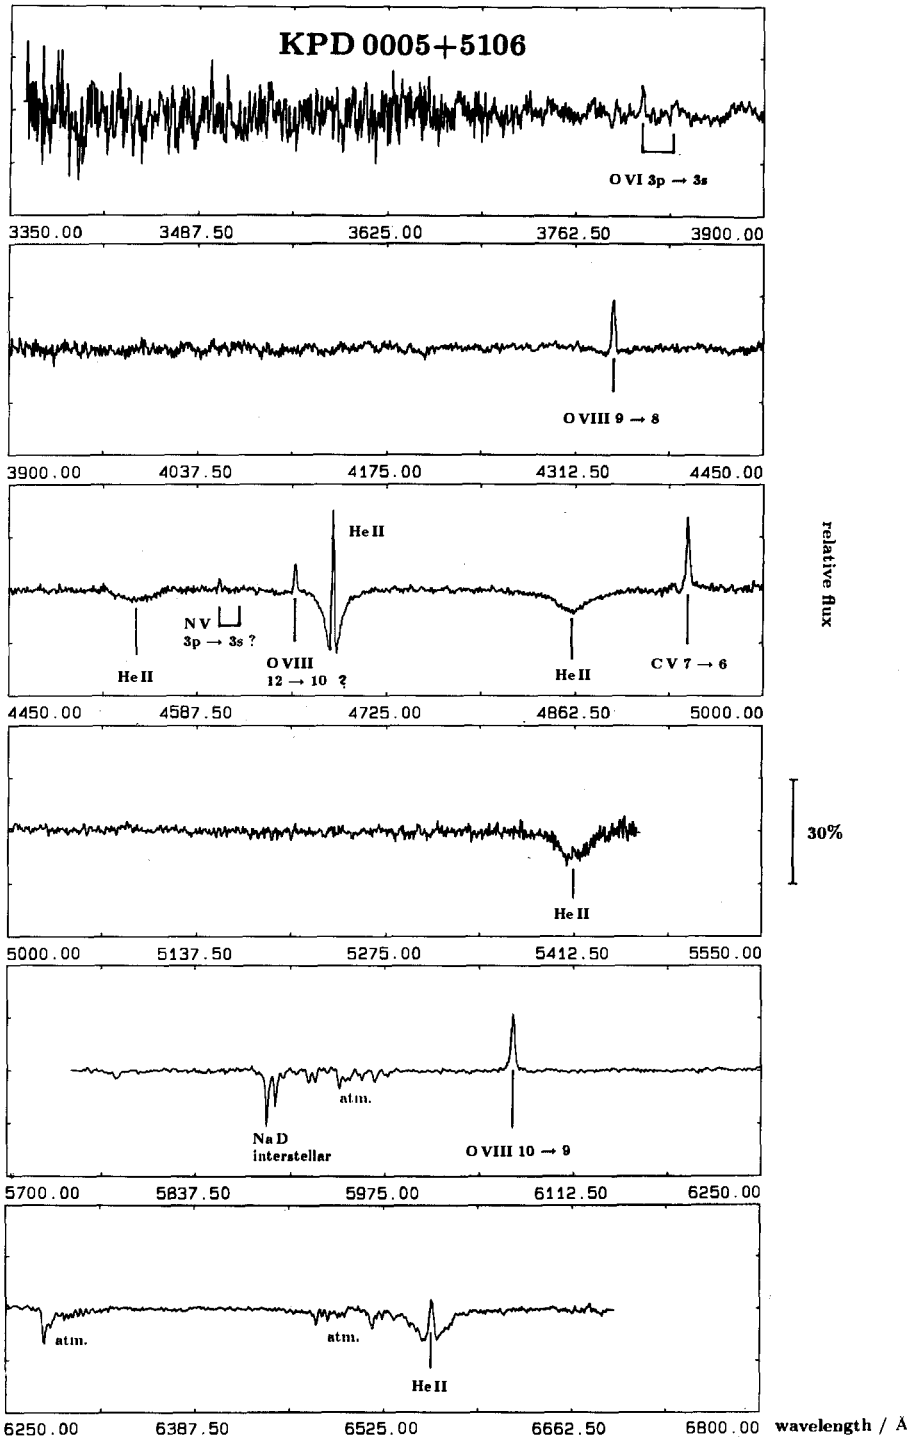 KPD 0005+5106
O VI 3p → 3s
3350.00 3487.50 3625.00 3762.50 3900.00
O VIII 9 → 8
3900.00 4037.50 4175.00 4312.50 4450.00
He II
N V
3p → 3s ?
He II
O VIII
12 → 10 ?
He II
C V 7 → 6
4450.00 4587.50 4725.00 4862.50 5000.00
relative flux
He II
30%
5000.00 5137.50 5275.00 5412.50 5550.00
atm.
Na D
interstellar
O VIII 10 → 9
5700.00 5837.50 5975.00 6112.50 6250.00
atm.
atm.
He II
6250.00 6387.50 6525.00 6662.50 6800.00 wavelength / Å